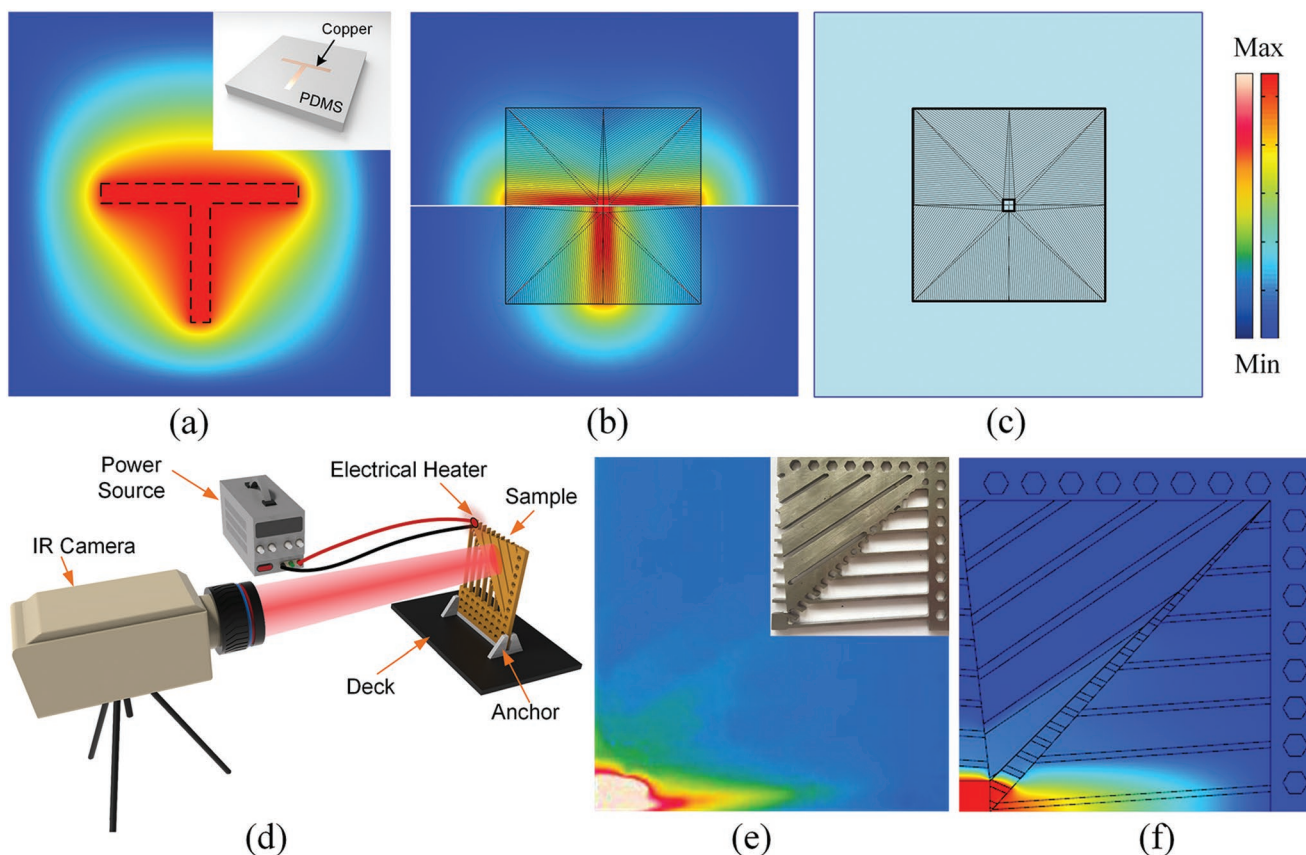 Copper
PDMS
Max
Min
(a)
(b)
(c)
Power
Source
Electrical Heater
Sample
IR Camera
Deck
Anchor
(d)
(e)
(f)